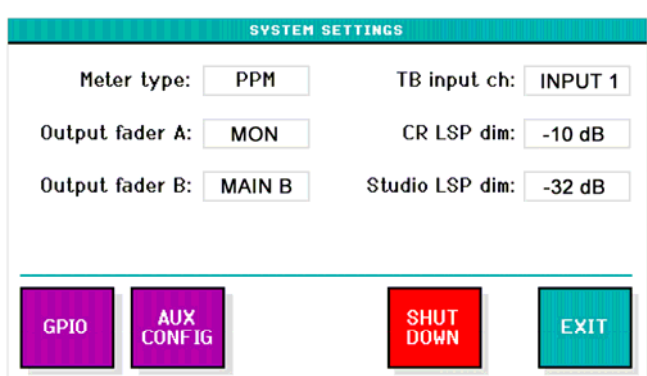 SYSTEM SETTINGS
Meter type: PPM TB input ch: INPUT 1
Output fader A: MON CR LSP dim: -10 dB
Output fader B: MAIN B Studio LSP dim: -32 dB
GPIO AUX CONFIG SHUT DOWN EXIT